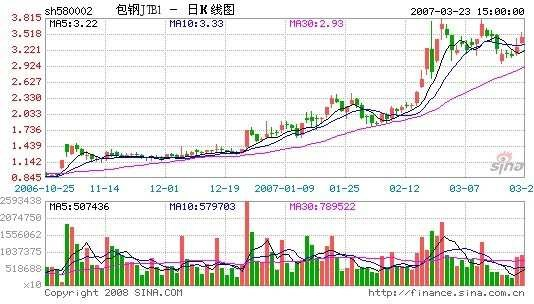 sh580002 包钢JTB1 - 日K线图 2007-03-23 15:00:00
MA5:3.22 MA10:3.33 MA30:2.93
3.815
3.518
3.221
2.924
2.627
2.330
2.033
1.736
1.439
1.142
0.845
sina
2006-10-25 11-14 12-01 12-19 2007-01-09 01-25 02-12 03-07 03-2
MA5:507436 MA10:579703 MA30:789522
2593438
2074750
1556062
1037375
518688
x10
Copyright 2008 SINA.COM http://finance.sina.com.cn